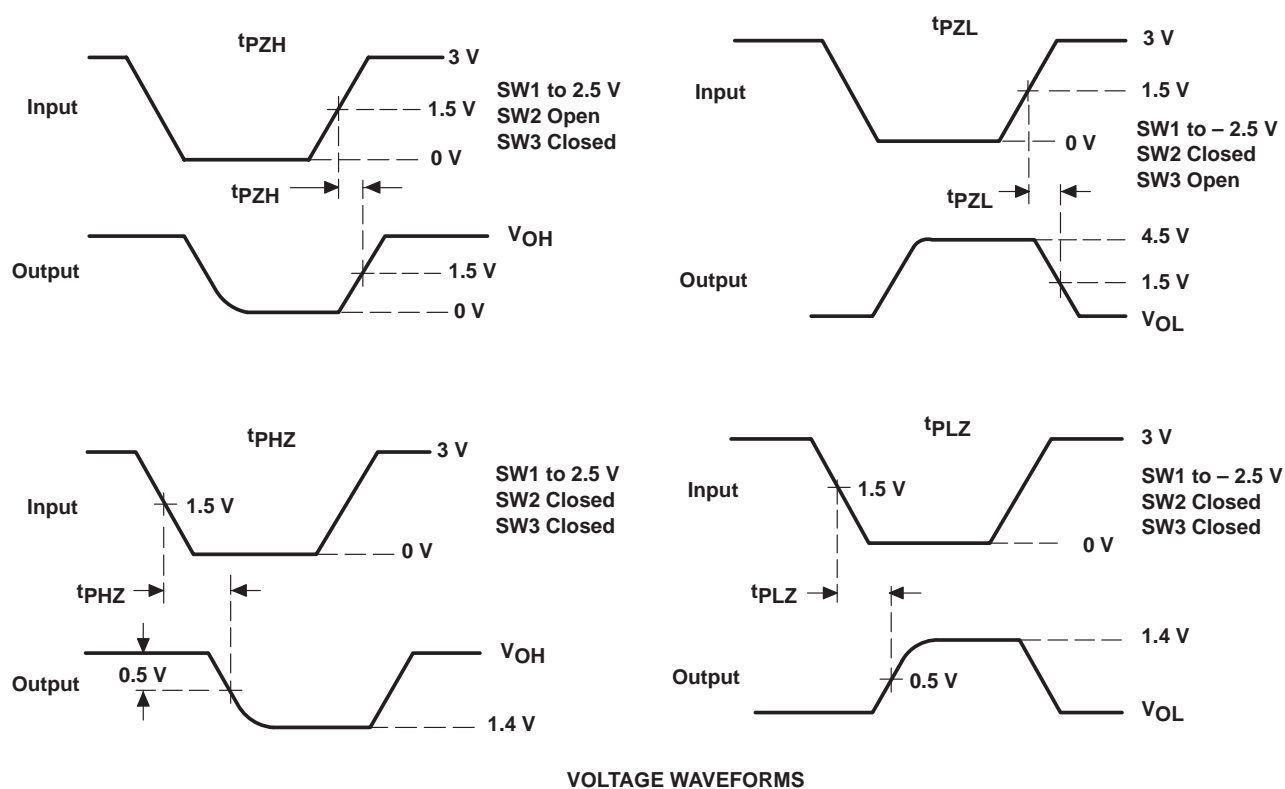 tPZH
3 V
Input
1.5 V
0 V
SW1 to 2.5 V
SW2 Open
SW3 Closed
tPZH
Output
VOH
1.5 V
0 V
tPZL
3 V
Input
1.5 V
0 V
SW1 to – 2.5 V
SW2 Closed
SW3 Open
tPZL
4.5 V
Output
1.5 V
VOL
tPHZ
3 V
Input
1.5 V
0 V
SW1 to 2.5 V
SW2 Closed
SW3 Closed
tPHZ
VOH
Output
0.5 V
1.4 V
tPLZ
3 V
Input
1.5 V
0 V
SW1 to – 2.5 V
SW2 Closed
SW3 Closed
tPLZ
1.4 V
Output
0.5 V
VOL
VOLTAGE WAVEFORMS